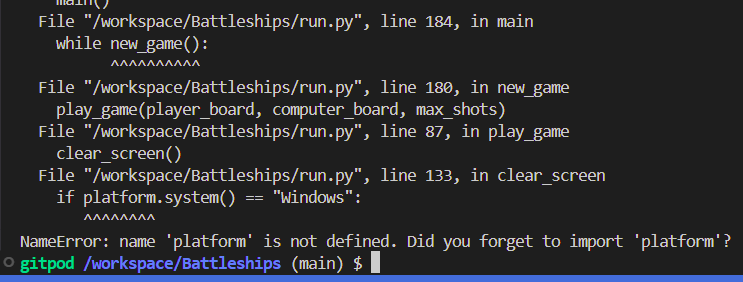 main()
File "/workspace/Battleships/run.py", line 184, in main
while new_game():
^^^^^^^^^^
File "/workspace/Battleships/run.py", line 180, in new_game
play_game(player_board, computer_board, max_shots)
File "/workspace/Battleships/run.py", line 87, in play_game
clear_screen()
File "/workspace/Battleships/run.py", line 133, in clear_screen
if platform.system() == "Windows":
^^^^^^^^
NameError: name 'platform' is not defined. Did you forget to import 'platform'?
gitpod /workspace/Battleships (main) $